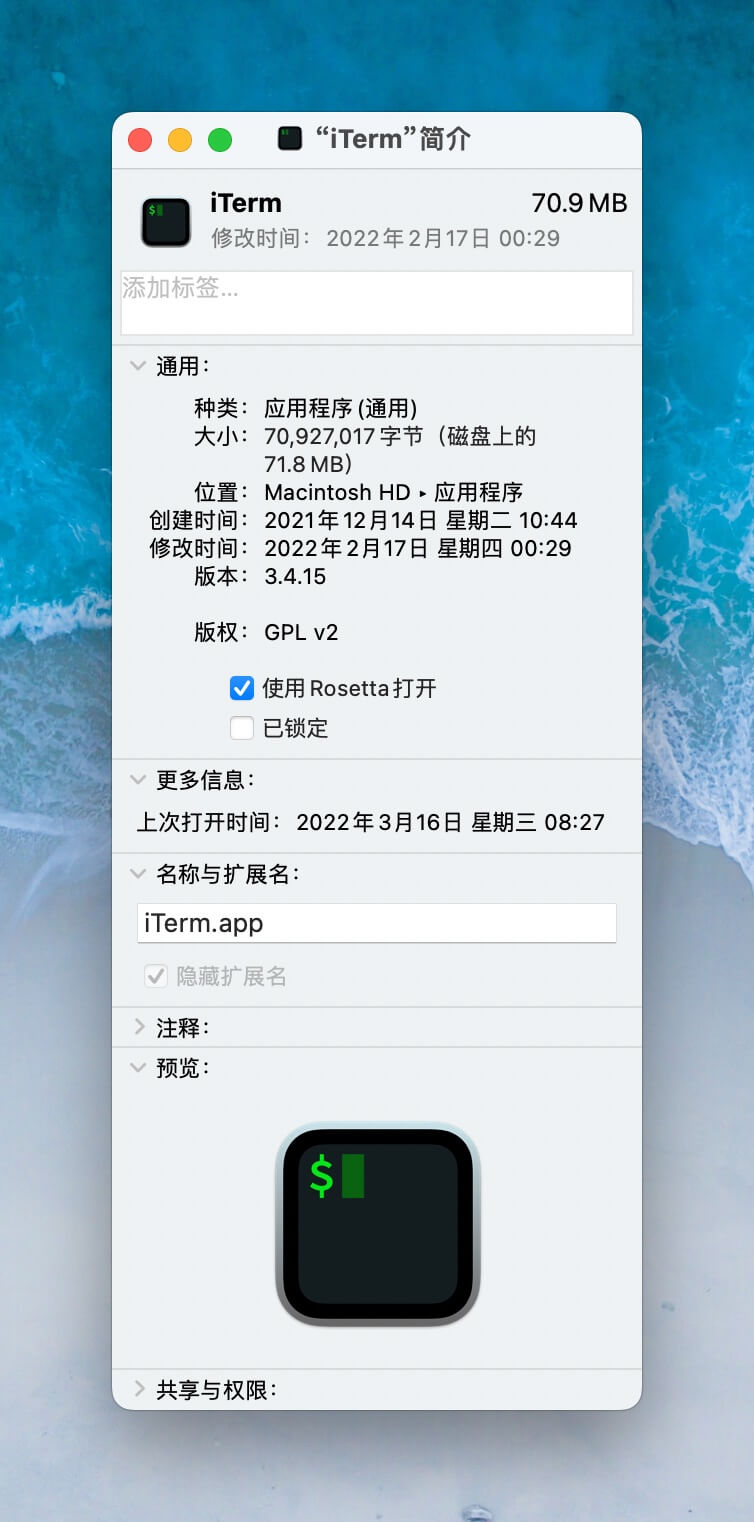 “iTerm”简介
iTerm 70.9 MB
修改时间： 2022年2月17日 00:29
添加标签...
通用：
种类： 应用程序 (通用)
大小： 70,927,017 字节（磁盘上的
71.8 MB）
位置： Macintosh HD ▸ 应用程序
创建时间： 2021年12月14日 星期二 10:44
修改时间： 2022年2月17日 星期四 00:29
版本： 3.4.15
版权： GPL v2
使用 Rosetta 打开
已锁定
更多信息：
上次打开时间： 2022年3月16日 星期三 08:27
名称与扩展名：
iTerm.app
隐藏扩展名
注释：
预览：
$
共享与权限：